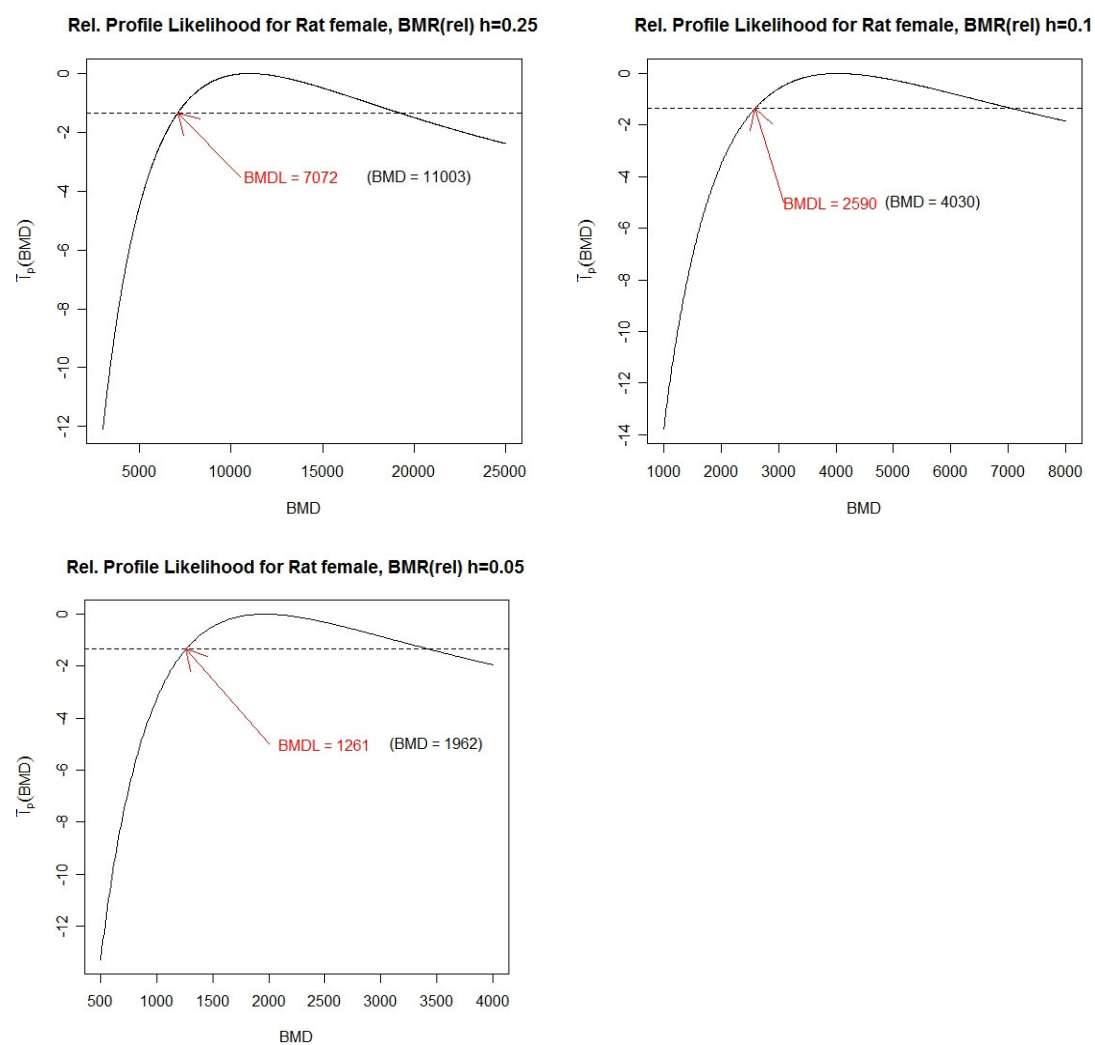 Rel. Profile Likelihood for Rat female, BMR(rel) h=0.25
0
-2
-4
-6
-8
-10
-12
l̅ₚ(BMD)
BMDL = 7072 (BMD = 11003)
5000 10000 15000 20000 25000
BMD
Rel. Profile Likelihood for Rat female, BMR(rel) h=0.1
0
-2
-4
-6
-8
-10
-12
-14
l̅ₚ(BMD)
BMDL = 2590 (BMD = 4030)
1000 2000 3000 4000 5000 6000 7000 8000
BMD
Rel. Profile Likelihood for Rat female, BMR(rel) h=0.05
0
-2
-4
-6
-8
-10
-12
l̅ₚ(BMD)
BMDL = 1261 (BMD = 1962)
500 1000 1500 2000 2500 3000 3500 4000
BMD